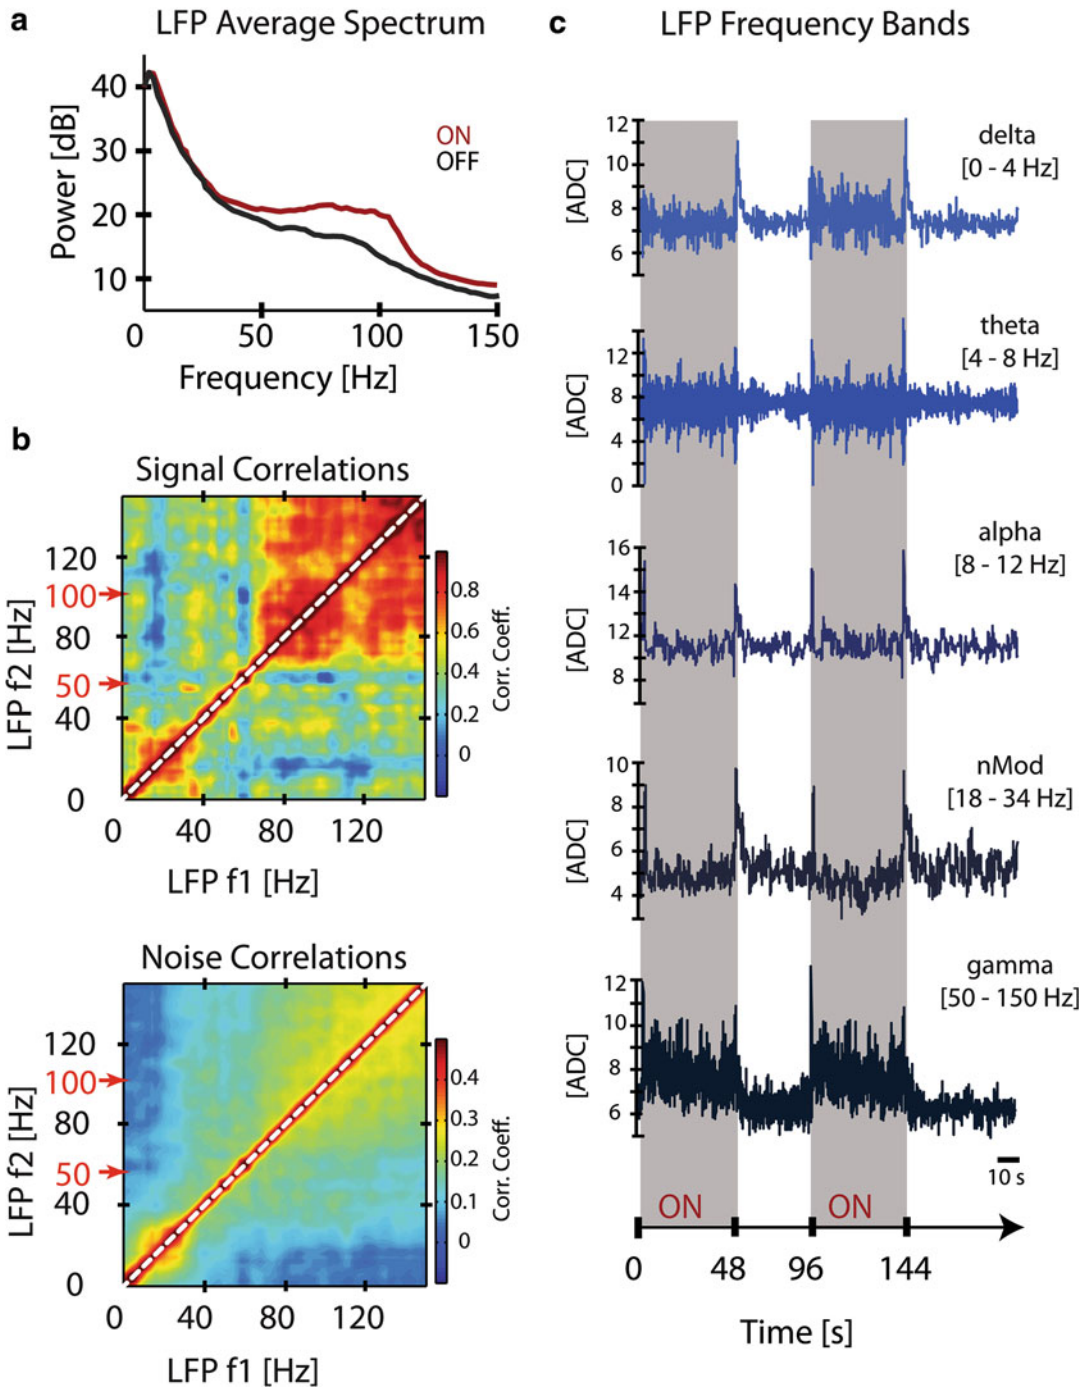 a
LFP Average Spectrum
40
30
20
10
Power [dB]
ON
OFF
0
50
100
150
Frequency [Hz]
b
Signal Correlations
120
100
80
50
40
0
LFP f2 [Hz]
0
40
80
120
LFP f1 [Hz]
0.8
0.6
0.4
0.2
0
Corr. Coeff.
Noise Correlations
120
100
80
50
40
0
LFP f2 [Hz]
0
40
80
120
LFP f1 [Hz]
0.4
0.3
0.2
0.1
0
Corr. Coeff.
c
LFP Frequency Bands
12
10
8
6
[ADC]
delta
[0 - 4 Hz]
12
8
4
0
[ADC]
theta
[4 - 8 Hz]
16
14
12
8
[ADC]
alpha
[8 - 12 Hz]
10
8
6
4
[ADC]
nMod
[18 - 34 Hz]
12
10
8
6
[ADC]
gamma
[50 - 150 Hz]
10 s
ON
ON
0
48
96
144
Time [s]